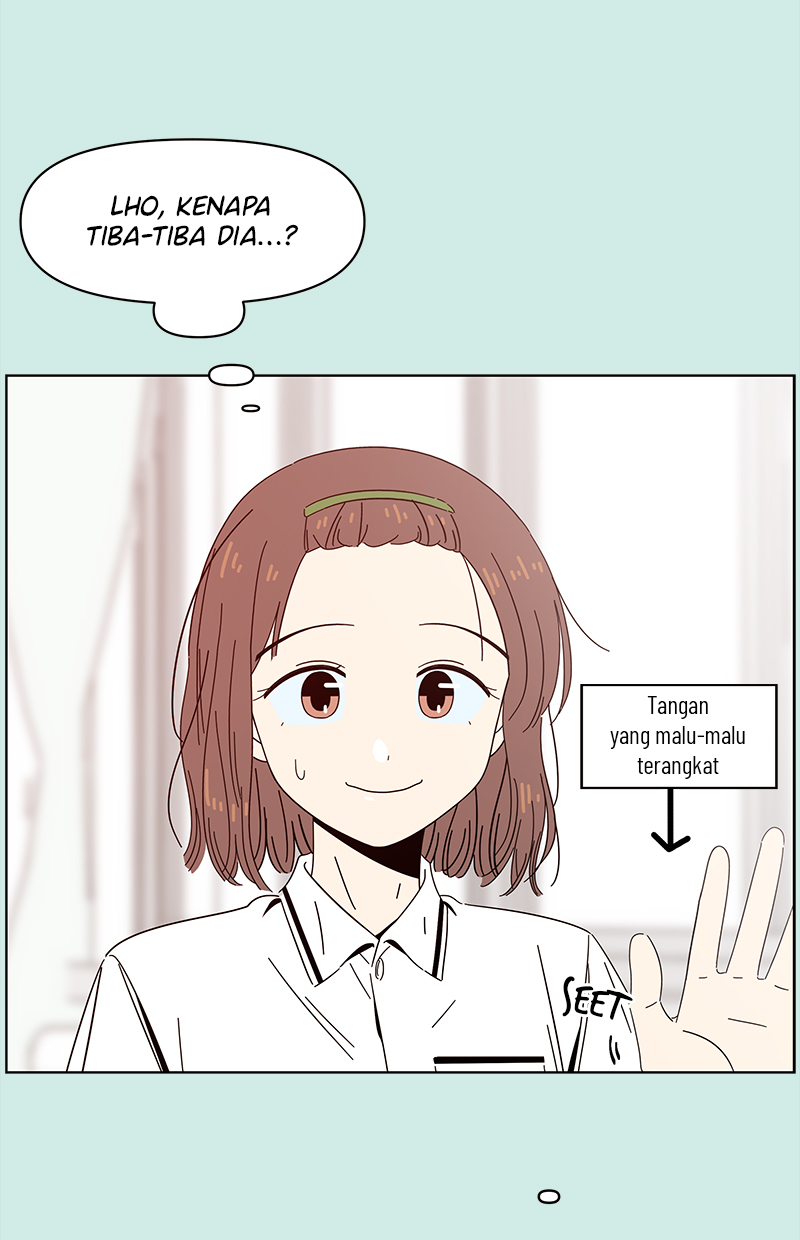 LHO, KENAPA
TIBA-TIBA DIA...?
Tangan
yang malu-malu
terangkat
SEET